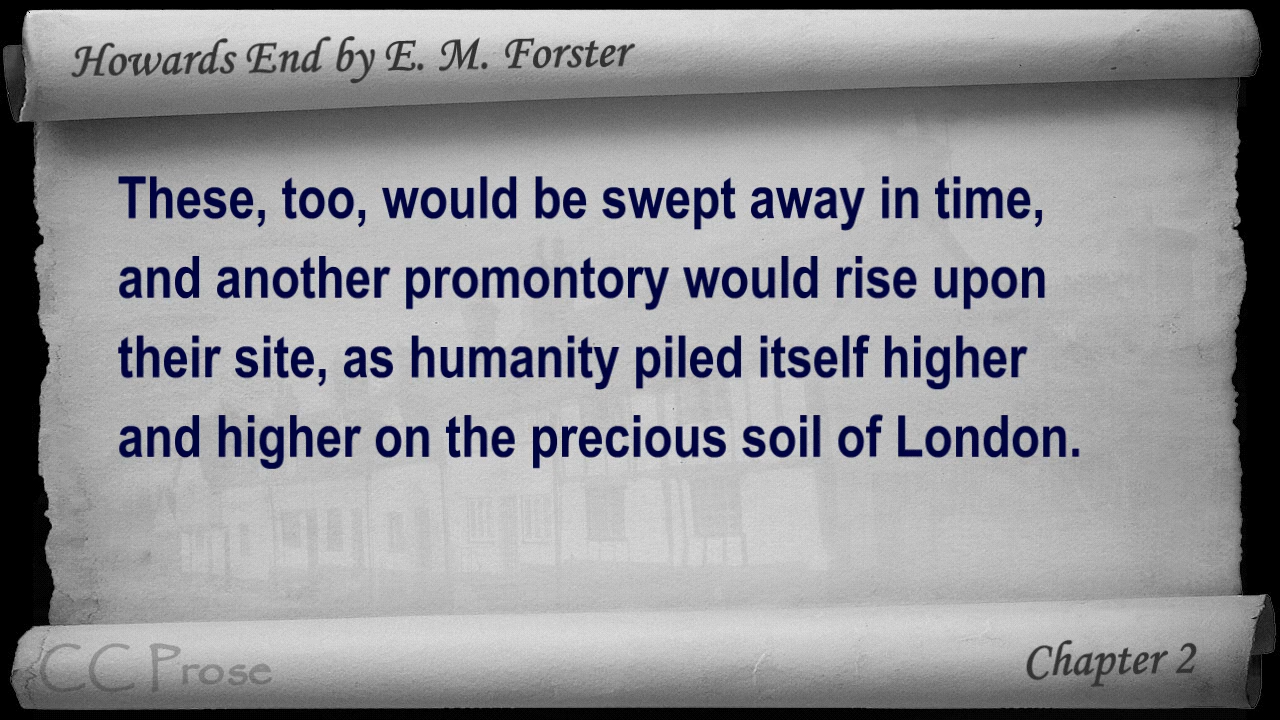 Howards End by E. M. Forster
These, too, would be swept away in time,
and another promontory would rise upon
their site, as humanity piled itself higher
and higher on the precious soil of London.
CC Prose
Chapter 2